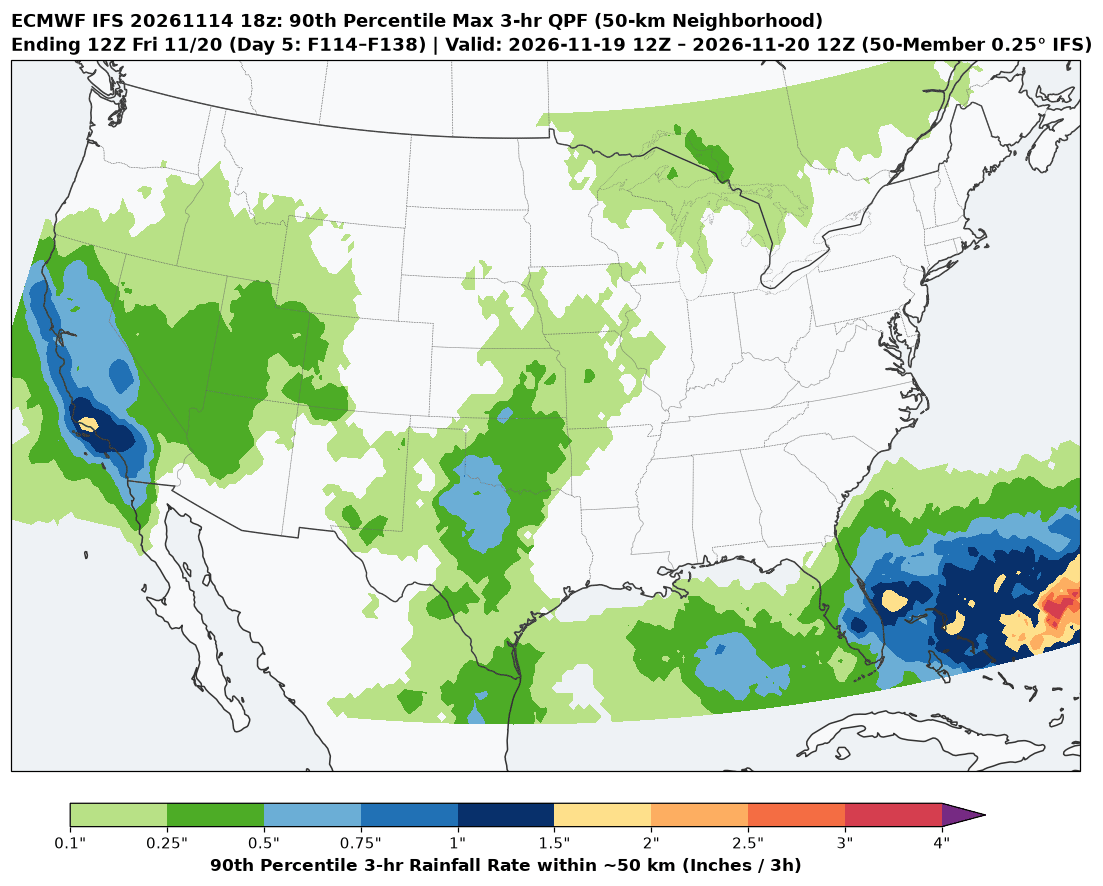 ECMWF IFS 20261114 18z: 90th Percentile Max 3-hr QPF (50-km Neighborhood)
Ending 12Z Fri 11/20 (Day 5: F114–F138) | Valid: 2026-11-19 12Z – 2026-11-20 12Z (50-Member 0.25° IFS)
0.1" 0.25" 0.5" 0.75" 1" 1.5" 2" 2.5" 3" 4"
90th Percentile 3-hr Rainfall Rate within ~50 km (Inches / 3h)